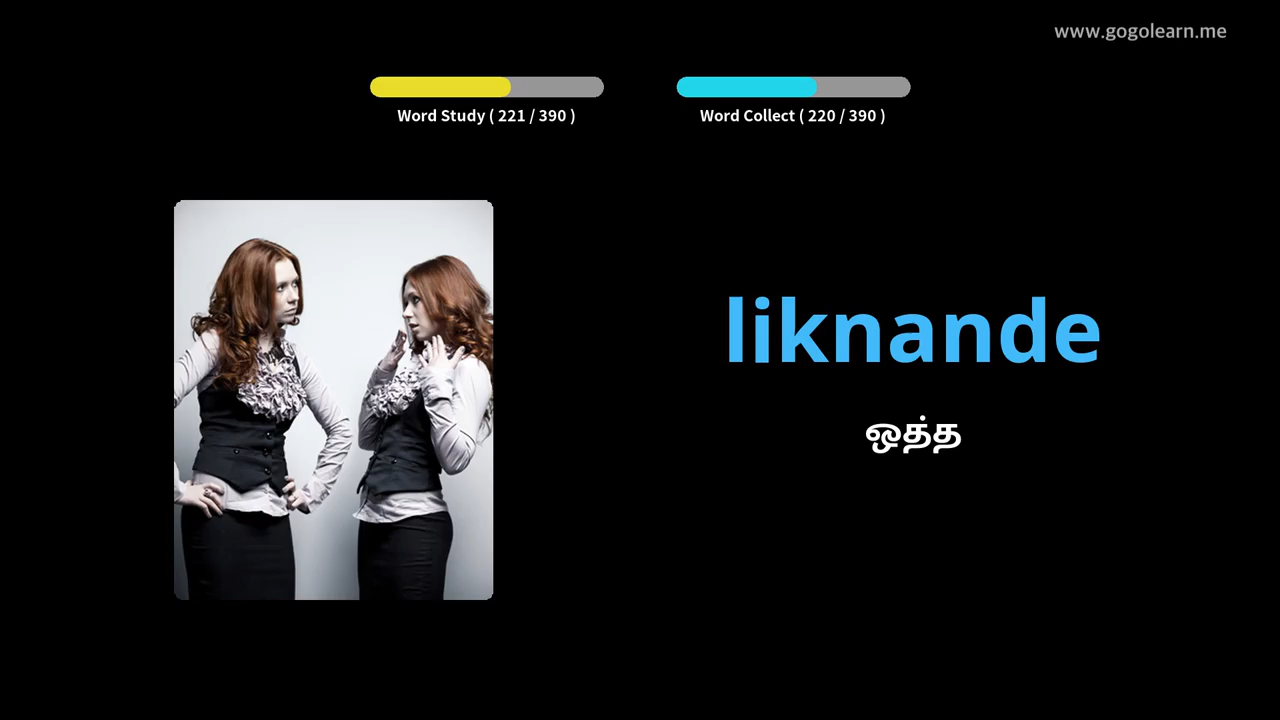 www.gogolearn.me
Word Study ( 221 / 390 )
Word Collect ( 220 / 390 )
liknande
ஒத்த